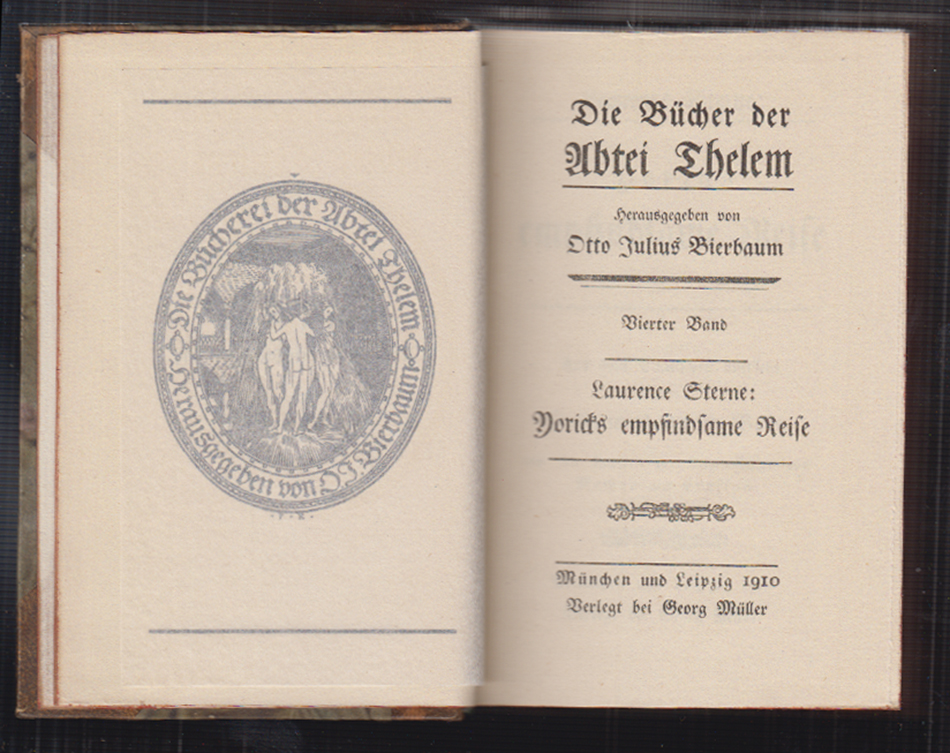 Die Bücherei der Abtei Thelem
Herausgegeben von O J Bierbaum
Die Bücher der
Abtei Thelem
Herausgegeben von
Otto Julius Bierbaum
Vierter Band
Laurence Sterne:
Yoricks empfindsame Reise
München und Leipzig 1910
Verlegt bei Georg Müller